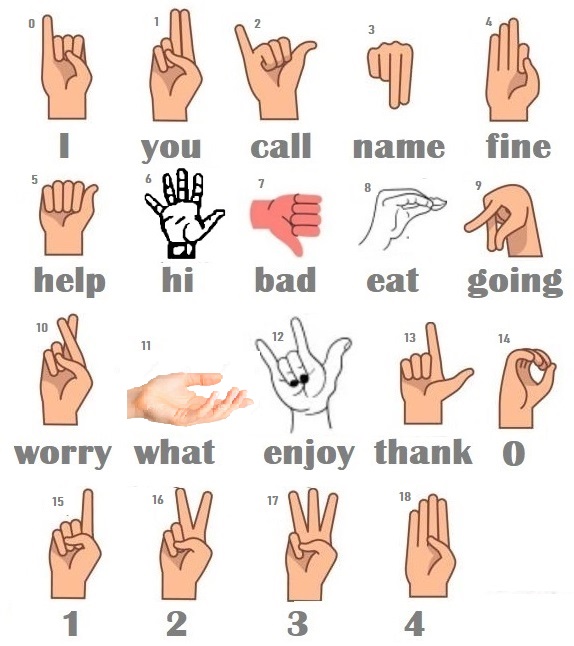 0 1 2 3 4
I you call name fine
5 6 7 8 9
help hi bad eat going
10 11 12 13 14
worry what enjoy thank 0
15 16 17 18
1 2 3 4